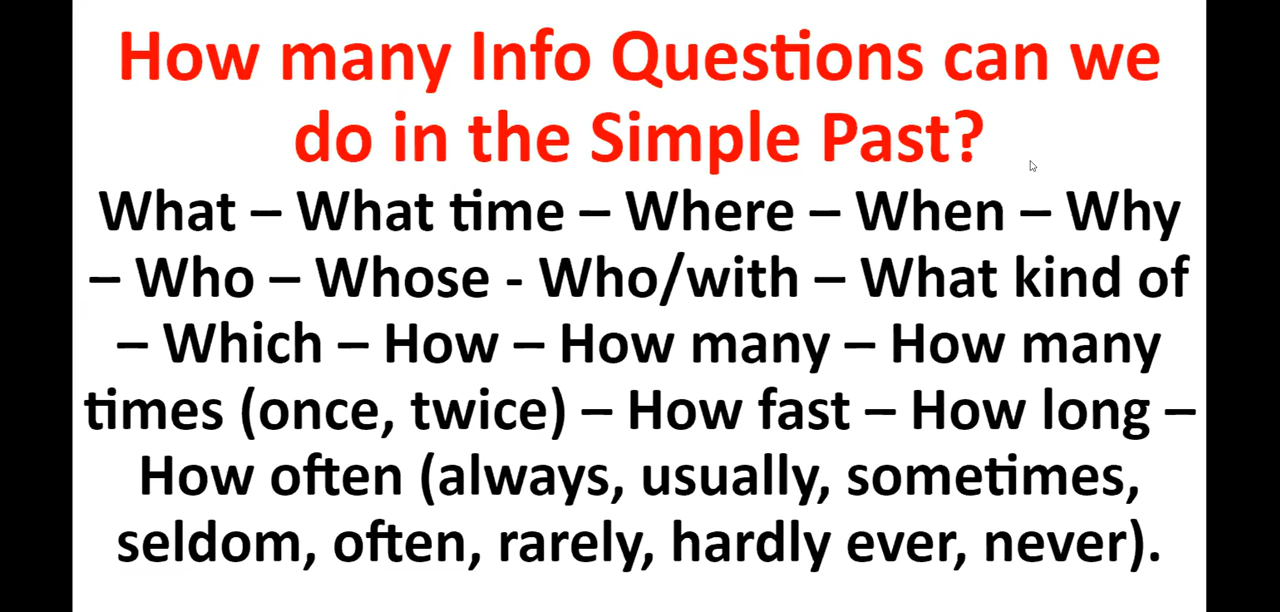 How many Info Questions can we
do in the Simple Past?
What – What time – Where – When – Why
– Who – Whose - Who/with – What kind of
– Which – How – How many – How many
times (once, twice) – How fast – How long –
How often (always, usually, sometimes,
seldom, often, rarely, hardly ever, never).